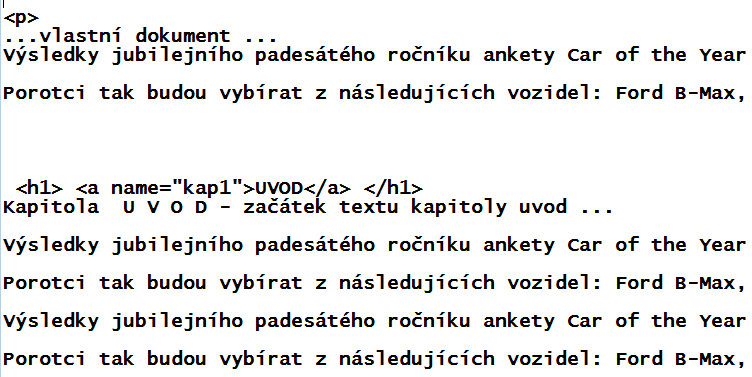 <p>
...vlastní dokument ...
Výsledky jubilejního padesátého ročníku ankety Car of the Year
Porotci tak budou vybírat z následujících vozidel: Ford B-Max,
<h1> <a name="kap1">UVOD</a> </h1>
Kapitola  U V O D - začátek textu kapitoly uvod ...
Výsledky jubilejního padesátého ročníku ankety Car of the Year
Porotci tak budou vybírat z následujících vozidel: Ford B-Max,
Výsledky jubilejního padesátého ročníku ankety Car of the Year
Porotci tak budou vybírat z následujících vozidel: Ford B-Max,